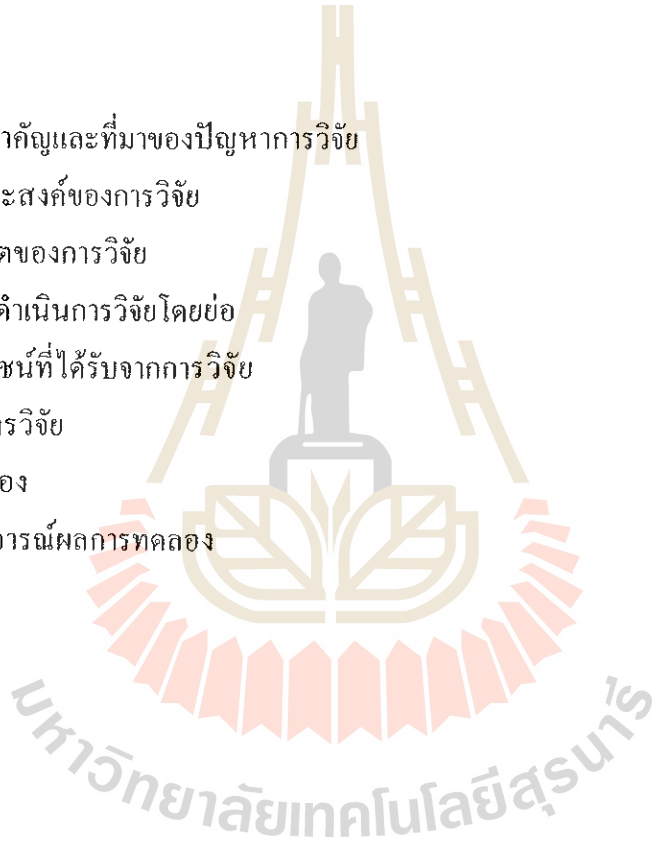 าคัญและที่มาของปัญหาการวิจัย
ะสงค์ของการวิจัย
ตของการวิจัย
ดำเนินการวิจัยโดยย่อ
ชน์ที่ได้รับจากการวิจัย
รวิจัย
อง
ารณ์ผลการทดลอง
มหาวิทยาลัยเทคโนโลยีสุรนารี